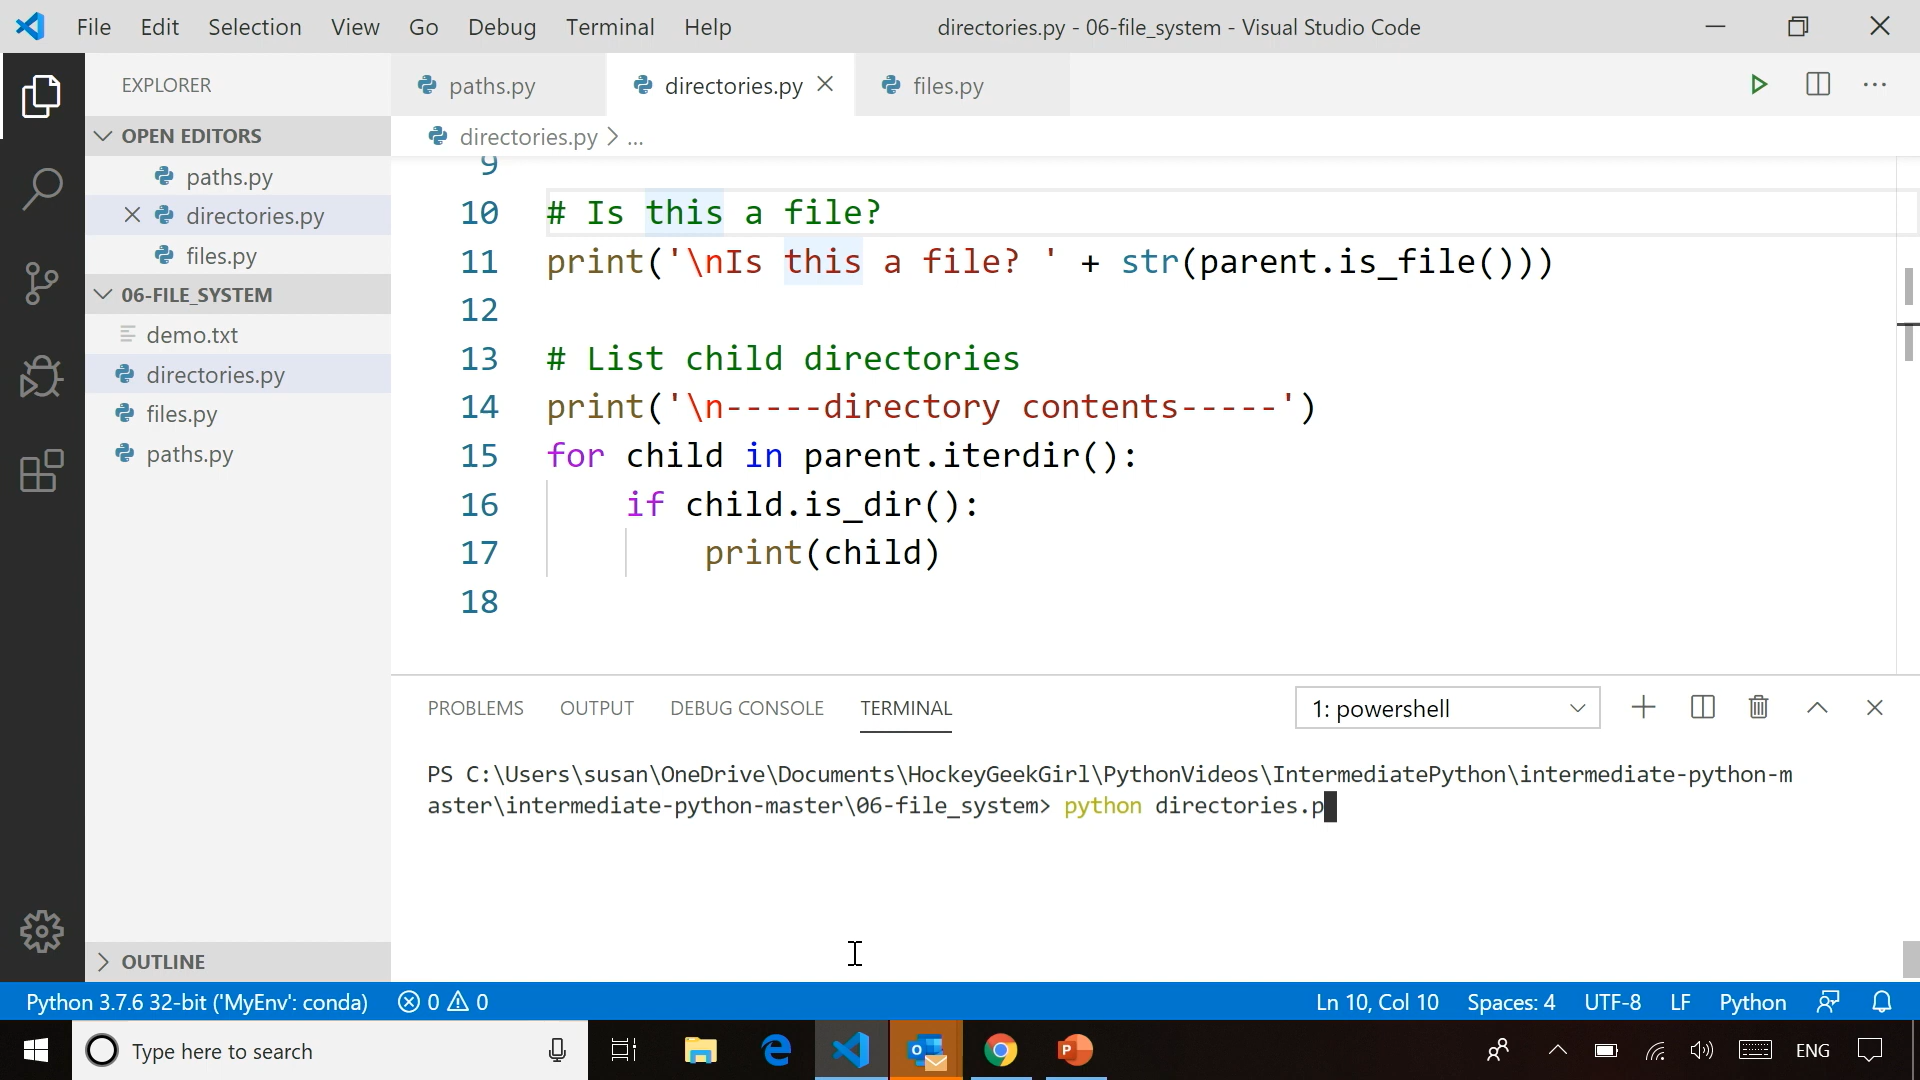 File Edit Selection View Go Debug Terminal Help directories.py - 06-file_system - Visual Studio Code
EXPLORER
OPEN EDITORS
paths.py
directories.py
files.py
06-FILE_SYSTEM
demo.txt
directories.py
files.py
paths.py
OUTLINE
paths.py directories.py files.py
directories.py > ...
9
10 # Is this a file?
11 print('\nIs this a file? ' + str(parent.is_file()))
12
13 # List child directories
14 print('\n-----directory contents-----')
15 for child in parent.iterdir():
16 if child.is_dir():
17 print(child)
18
PROBLEMS OUTPUT DEBUG CONSOLE TERMINAL 1: powershell
PS C:\Users\susan\OneDrive\Documents\HockeyGeekGirl\PythonVideos\IntermediatePython\intermediate-python-m
aster\intermediate-python-master\06-file_system> python directories.p
Python 3.7.6 32-bit ('MyEnv': conda) 0 0 Ln 10, Col 10 Spaces: 4 UTF-8 LF Python
Type here to search ENG